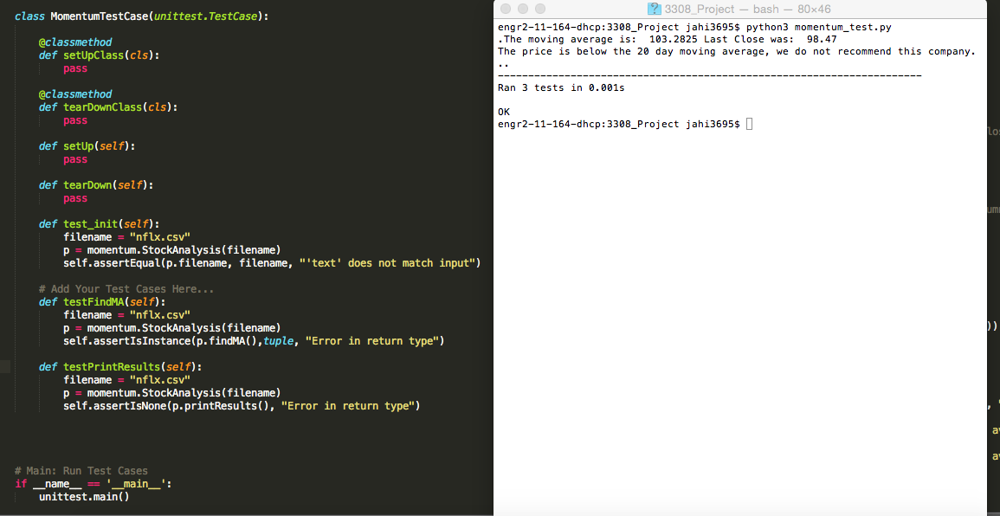 class MomentumTestCase(unittest.TestCase):
@classmethod
def setUpClass(cls):
pass
@classmethod
def tearDownClass(cls):
pass
def setUp(self):
pass
def tearDown(self):
pass
def test_init(self):
filename = "nflx.csv"
p = momentum.StockAnalysis(filename)
self.assertEqual(p.filename, filename, "'text' does not match input")
# Add Your Test Cases Here...
def testFindMA(self):
filename = "nflx.csv"
p = momentum.StockAnalysis(filename)
self.assertIsInstance(p.findMA(),tuple, "Error in return type")
def testPrintResults(self):
filename = "nflx.csv"
p = momentum.StockAnalysis(filename)
self.assertIsNone(p.printResults(), "Error in return type")
# Main: Run Test Cases
if __name__ == '__main__':
unittest.main()
3308_Project — bash — 80×46
engr2-11-164-dhcp:3308_Project jahi3695$ python3 momentum_test.py
.The moving average is:  103.2825 Last Close was:  98.47
The price is below the 20 day moving average, we do not recommend this company.
..
----------------------------------------------------------------------
Ran 3 tests in 0.001s
OK
engr2-11-164-dhcp:3308_Project jahi3695$
))